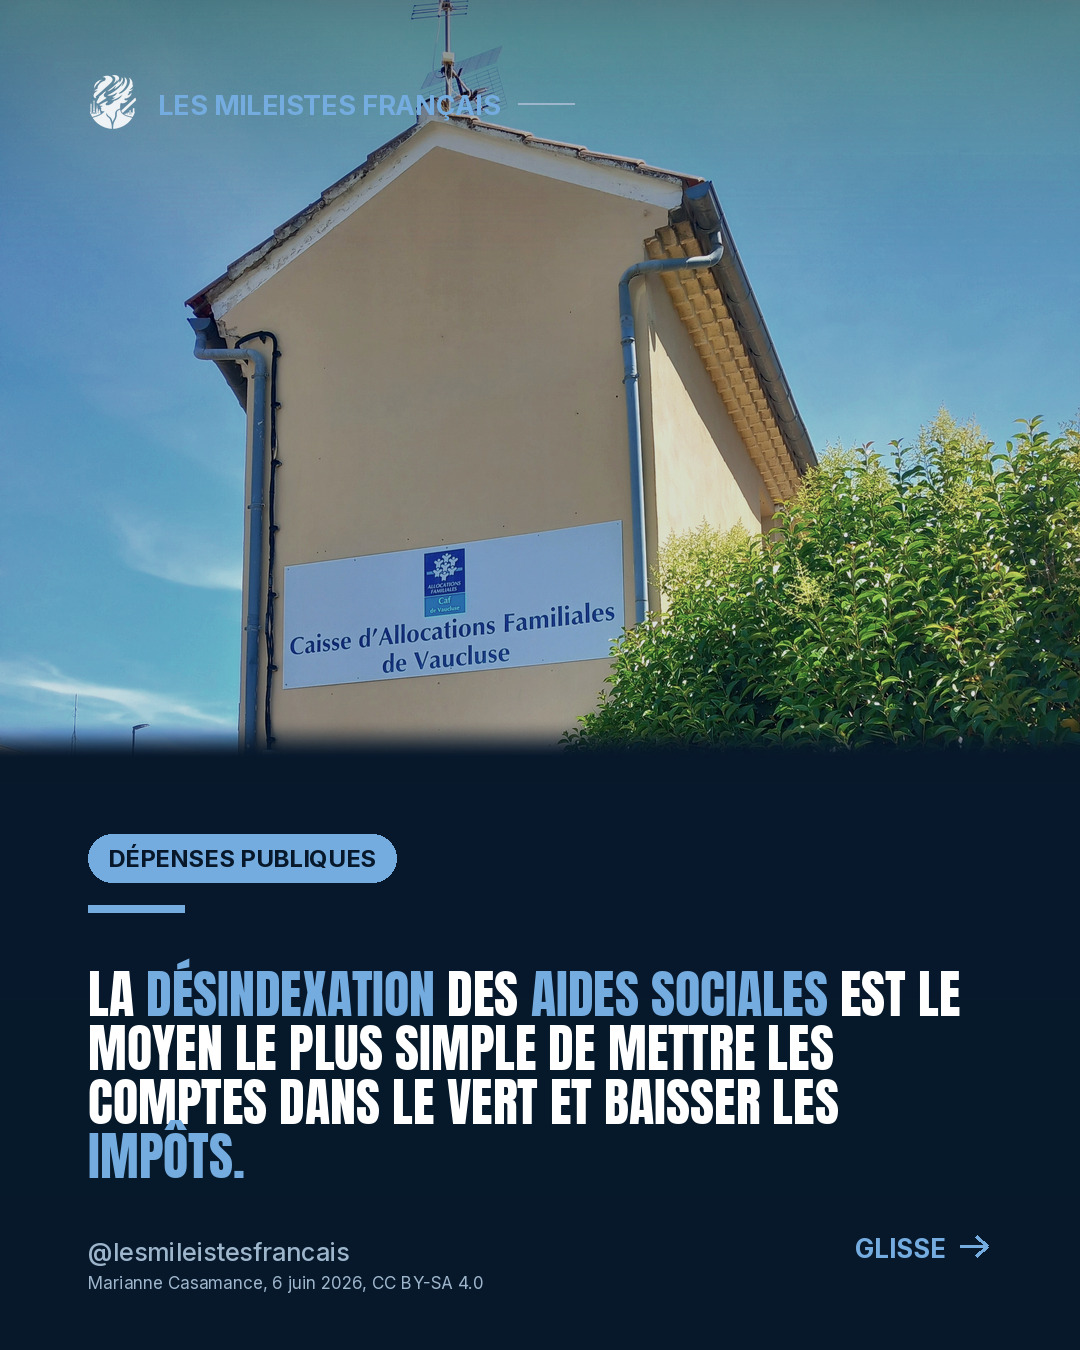 LES MILEISTES FRANÇAIS
ALLOCATIONS
FAMILIALES
Caf
de Vaucluse
Caisse d'Allocations Familiales
de Vaucluse
DÉPENSES PUBLIQUES
LA DÉSINDEXATION DES AIDES SOCIALES EST LE
MOYEN LE PLUS SIMPLE DE METTRE LES
COMPTES DANS LE VERT ET BAISSER LES
IMPÔTS.
@lesmileistesfrancais
GLISSE →
Marianne Casamance, 6 juin 2026, CC BY-SA 4.0